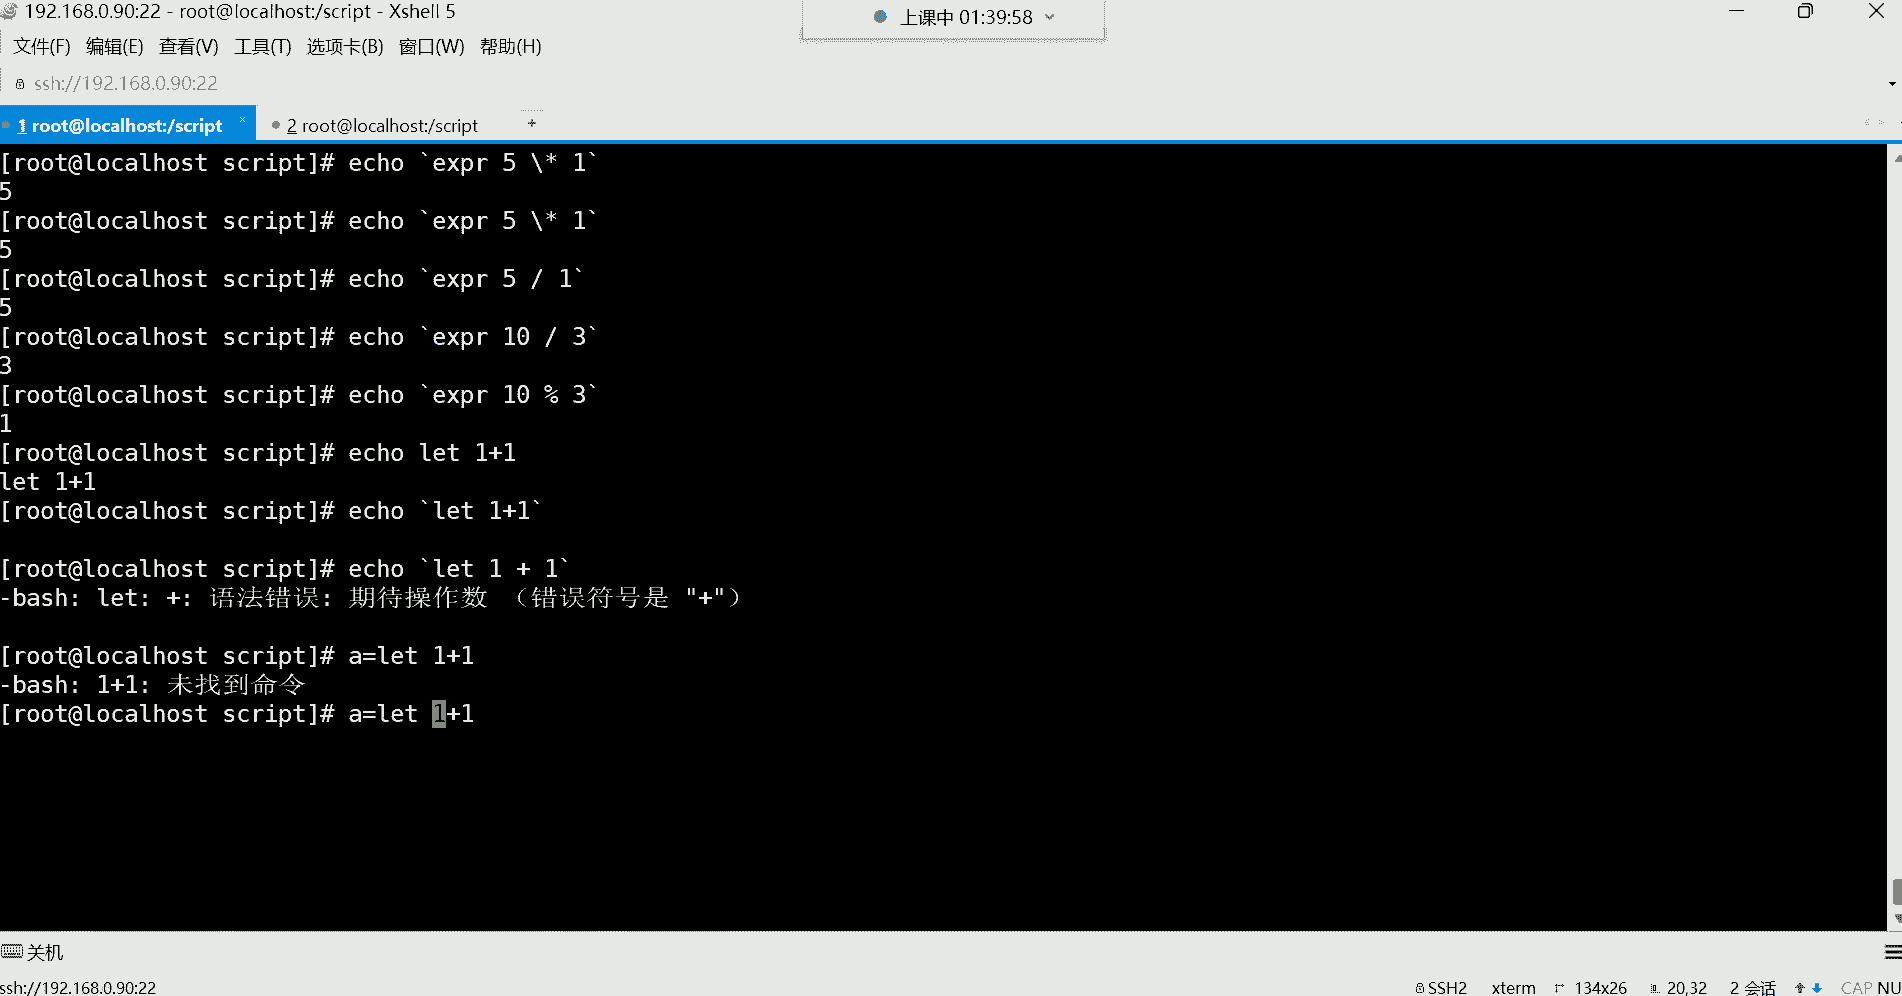 192.168.0.90:22 - root@localhost:/script - Xshell 5
上课中 01:39:58
文件(F) 编辑(E) 查看(V) 工具(T) 选项卡(B) 窗口(W) 帮助(H)
ssh://192.168.0.90:22
1 root@localhost:/script × 2 root@localhost:/script +
[root@localhost script]# echo `expr 5 \* 1`
5
[root@localhost script]# echo `expr 5 \* 1`
5
[root@localhost script]# echo `expr 5 / 1`
5
[root@localhost script]# echo `expr 10 / 3`
3
[root@localhost script]# echo `expr 10 % 3`
1
[root@localhost script]# echo let 1+1
let 1+1
[root@localhost script]# echo `let 1+1`
[root@localhost script]# echo `let 1 + 1`
-bash: let: +: 语法错误: 期待操作数 （错误符号是 "+"）
[root@localhost script]# a=let 1+1
-bash: 1+1: 未找到命令
[root@localhost script]# a=let 1+1
关机
ssh://192.168.0.90:22
SSH2 xterm 134x26 20,32 2 会话 CAP NU